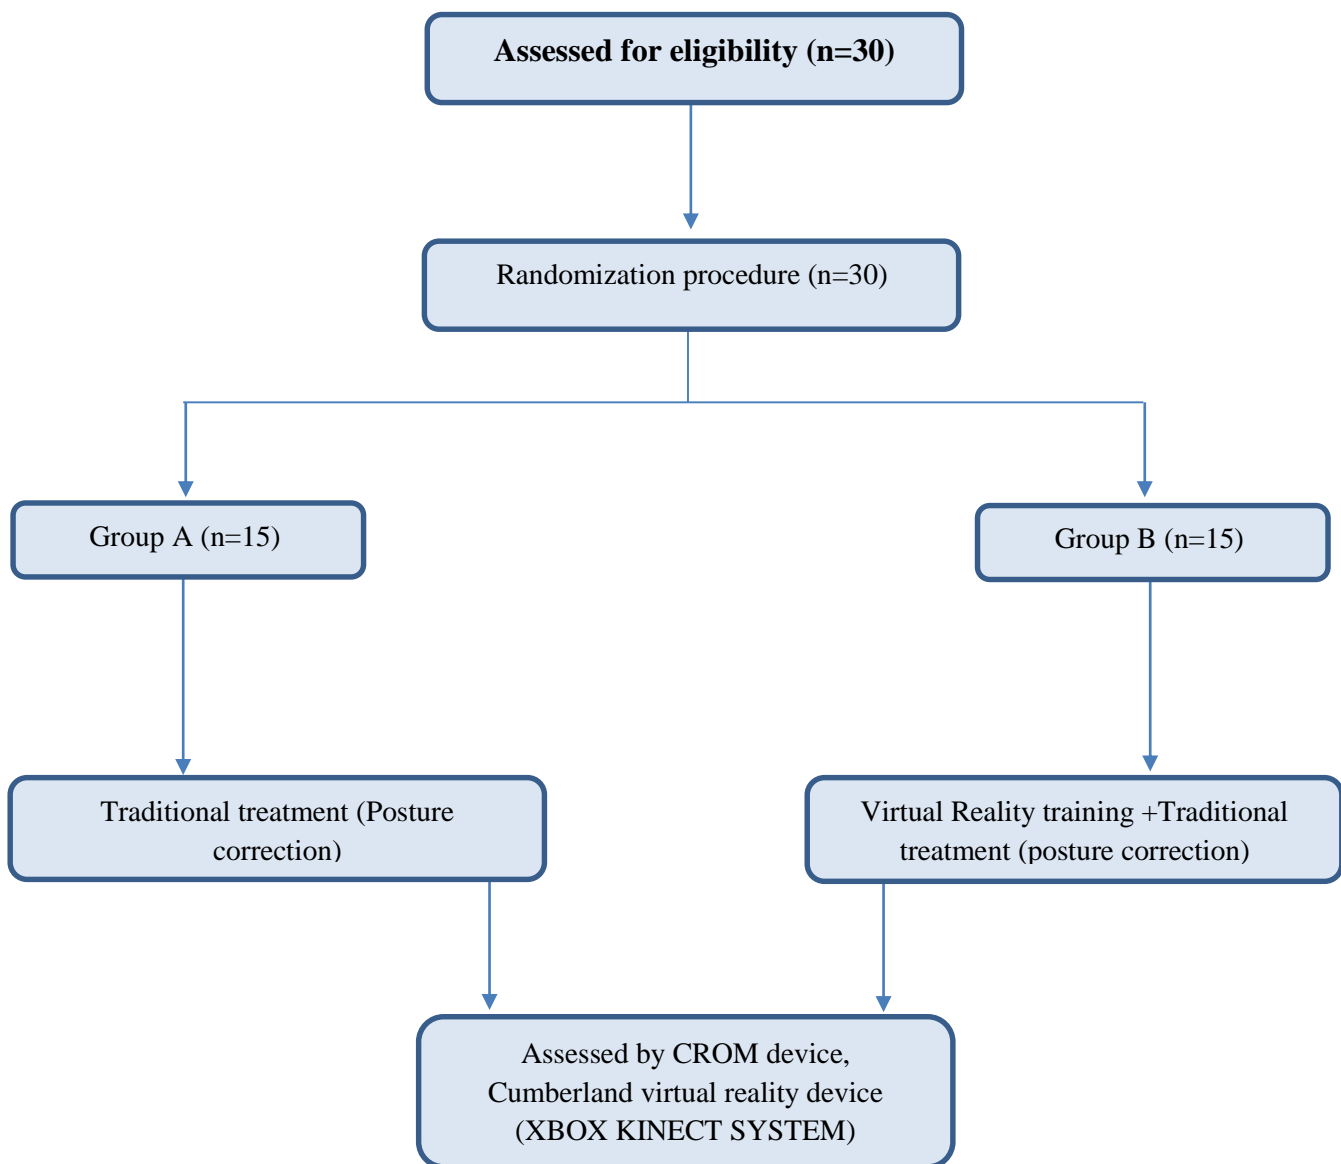 Assessed for eligibility (n=30)
Randomization procedure (n=30)
Group A (n=15)
Group B (n=15)
Traditional treatment (Posture
correction)
Virtual Reality training +Traditional
treatment (posture correction)
Assessed by CROM device,
Cumberland virtual reality device
(XBOX KINECT SYSTEM)